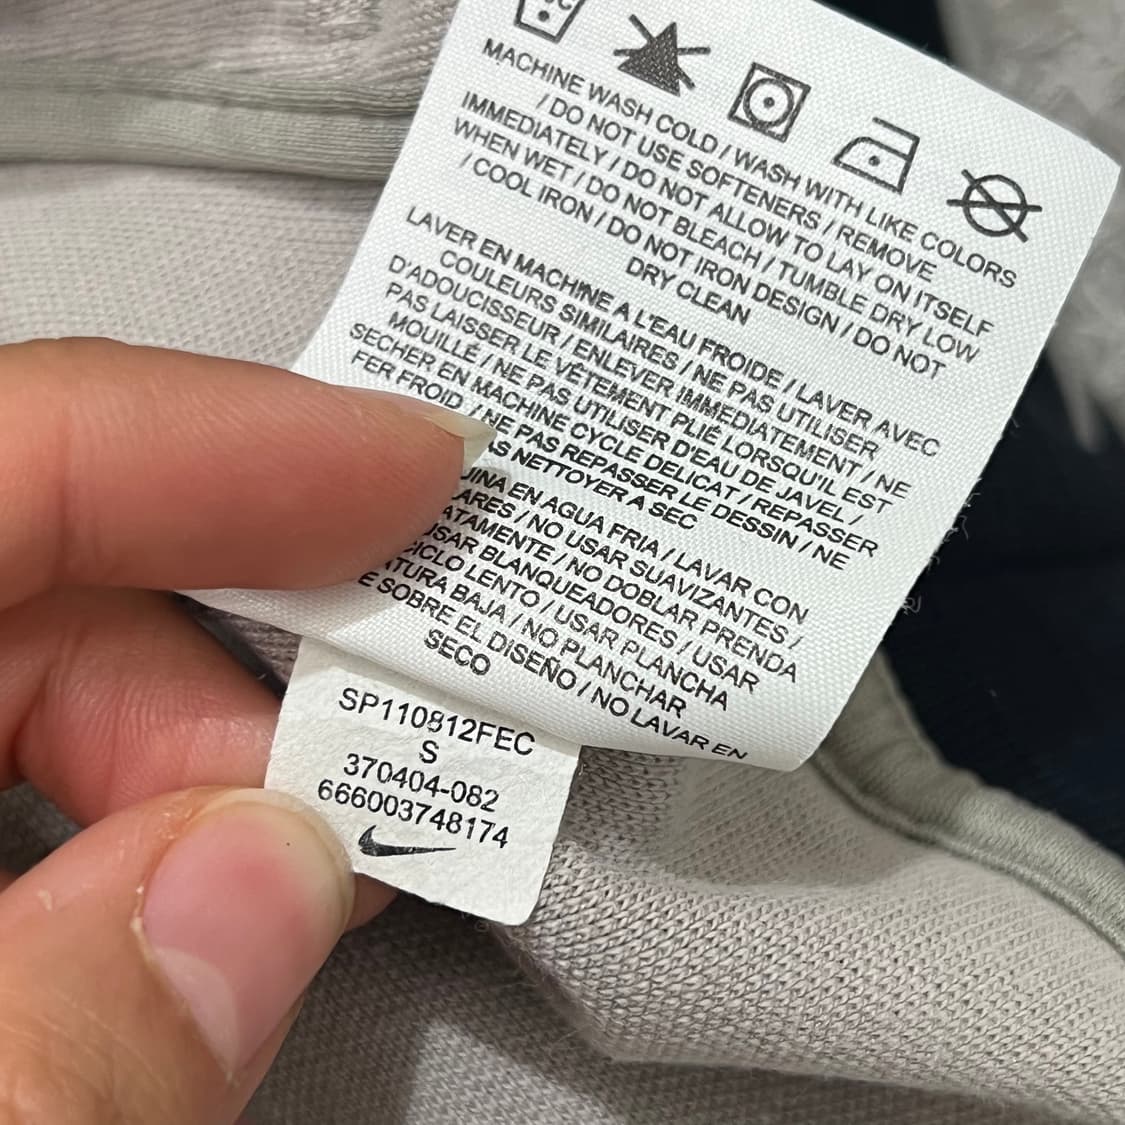 MACHINE WASH COLD / WASH WITH LIKE COLORS
/ DO NOT USE SOFTENERS / REMOVE
IMMEDIATELY / DO NOT ALLOW TO LAY ON ITSELF
WHEN WET / DO NOT BLEACH / TUMBLE DRY LOW
/ COOL IRON / DO NOT IRON DESIGN / DO NOT
DRY CLEAN
LAVER EN MACHINE A L'EAU FROIDE / LAVER AVEC
COULEURS SIMILAIRES / NE PAS UTILISER
D'ADOUCISSEUR / ENLEVER IMMEDIATEMENT / NE
PAS LAISSER LE VÊTEMENT PLIÉ LORSQU'IL EST
MOUILLÉ / NE PAS UTILISER D'EAU DE JAVEL /
SECHER EN MACHINE CYCLE DELICAT / REPASSER
FER FROID / NE PAS REPASSER LE DESSIN / NE
NETTOYER A SEC
EN AGUA FRIA / LAVAR CON
/ NO USAR SUAVIZANTES /
/ NO DOBLAR PRENDA
USAR BLANQUEADORES / USAR
CICLO LENTO / USAR PLANCHA
BAJA / NO PLANCHAR
SOBRE EL DISEÑO / NO LAVAR EN
SECO
SP110812FEC
S
370404-082
666003748174